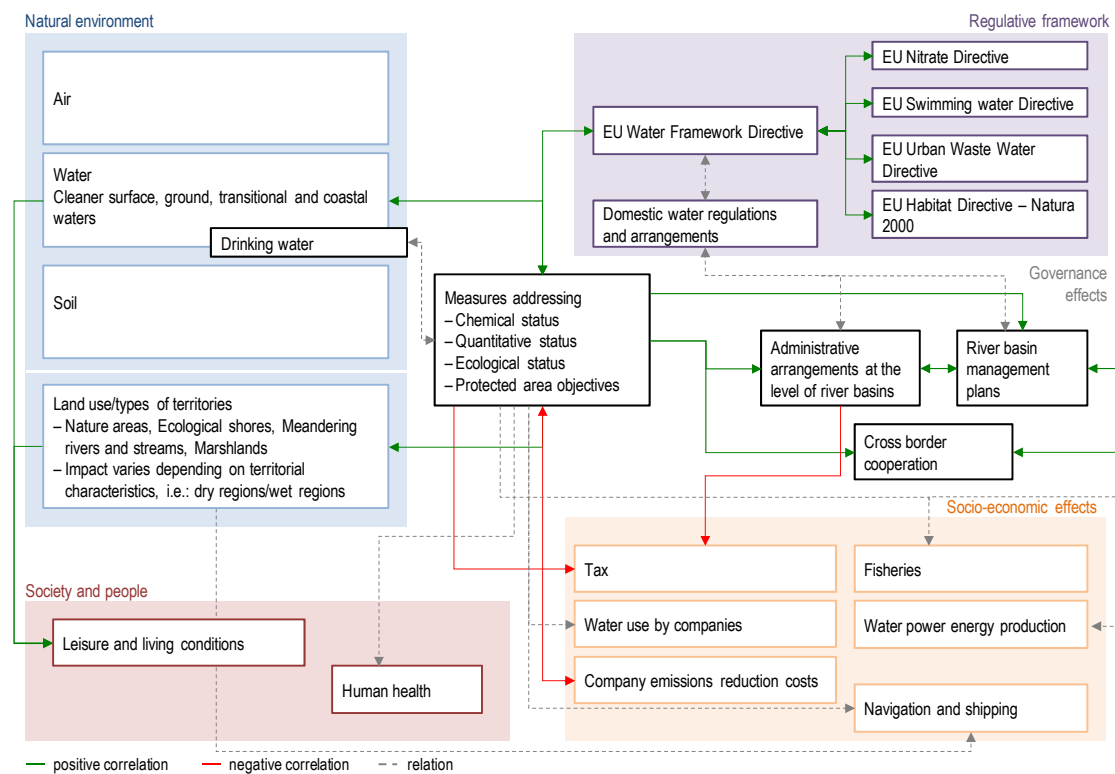 Natural environment
Air
Water
Cleaner surface, ground, transitional and coastal
waters
Drinking water
Soil
Land use/types of territories
– Nature areas, Ecological shores, Meandering
rivers and streams, Marshlands
– Impact varies depending on territorial
characteristics, i.e.: dry regions/wet regions
Society and people
Leisure and living conditions
Human health
Measures addressing
– Chemical status
– Quantitative status
– Ecological status
– Protected area objectives
Regulative framework
EU Water Framework Directive
Domestic water regulations
and arrangements
EU Nitrate Directive
EU Swimming water Directive
EU Urban Waste Water
Directive
EU Habitat Directive – Natura
2000
Governance
effects
Administrative
arrangements at the
level of river basins
River basin
management
plans
Cross border
cooperation
Socio-economic effects
Tax
Fisheries
Water use by companies
Water power energy production
Company emissions reduction costs
Navigation and shipping
positive correlation
negative correlation
relation